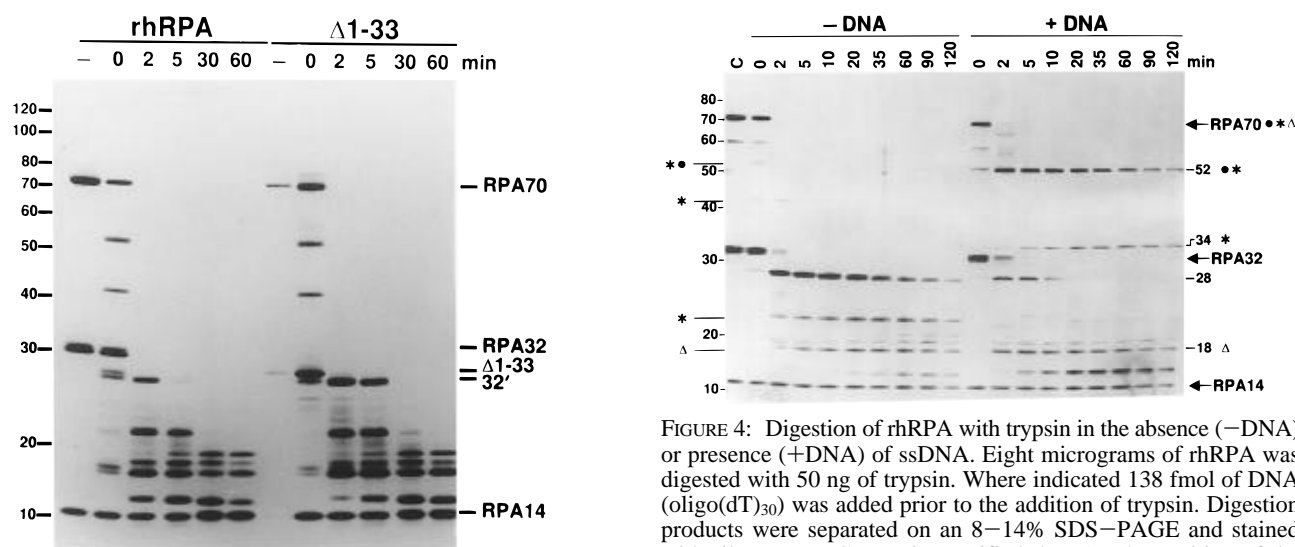 rhRPA Δ1-33
– 0 2 5 30 60 – 0 2 5 30 60 min
120
100
80
70
60
50
40
30
20
10
RPA70
RPA32
Δ1-33
32'
RPA14
– DNA + DNA
C 0 2 5 10 20 35 60 90 120 0 2 5 10 20 35 60 90 120 min
80
70
60
50
40
30
20
10
* ●
*
*
Δ
RPA70 ● * Δ
52 ● *
34 *
RPA32
28
18 Δ
RPA14
FIGURE 4: Digestion of rhRPA with trypsin in the absence (−DNA)
or presence (+DNA) of ssDNA. Eight micrograms of rhRPA was
digested with 50 ng of trypsin. Where indicated 138 fmol of DNA
(oligo(dT)30) was added prior to the addition of trypsin. Digestion
products were separated on an 8−14% SDS−PAGE and stained